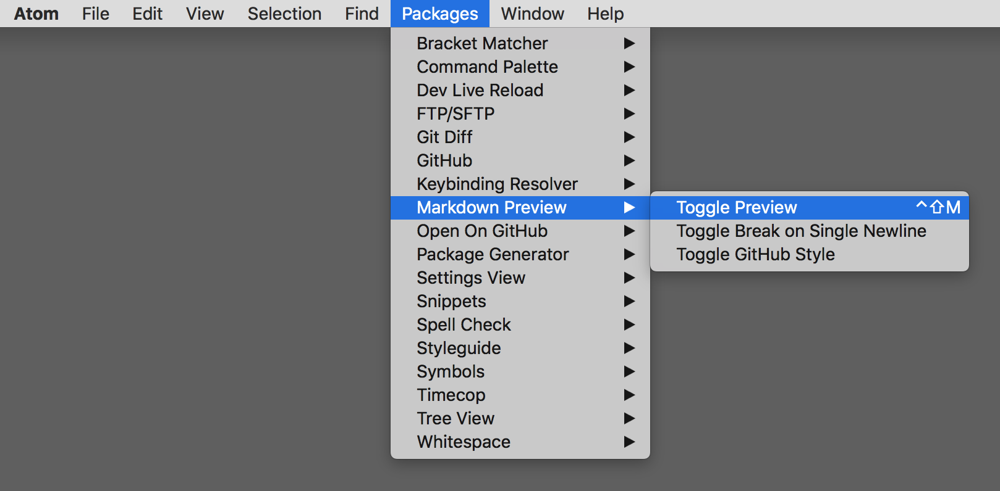 Atom File Edit View Selection Find Packages Window Help
Bracket Matcher ▶
Command Palette ▶
Dev Live Reload ▶
FTP/SFTP ▶
Git Diff ▶
GitHub ▶
Keybinding Resolver ▶
Markdown Preview ▶
Toggle Preview ^⇧M
Toggle Break on Single Newline
Toggle GitHub Style
Open On GitHub ▶
Package Generator ▶
Settings View ▶
Snippets ▶
Spell Check ▶
Styleguide ▶
Symbols ▶
Timecop ▶
Tree View ▶
Whitespace ▶